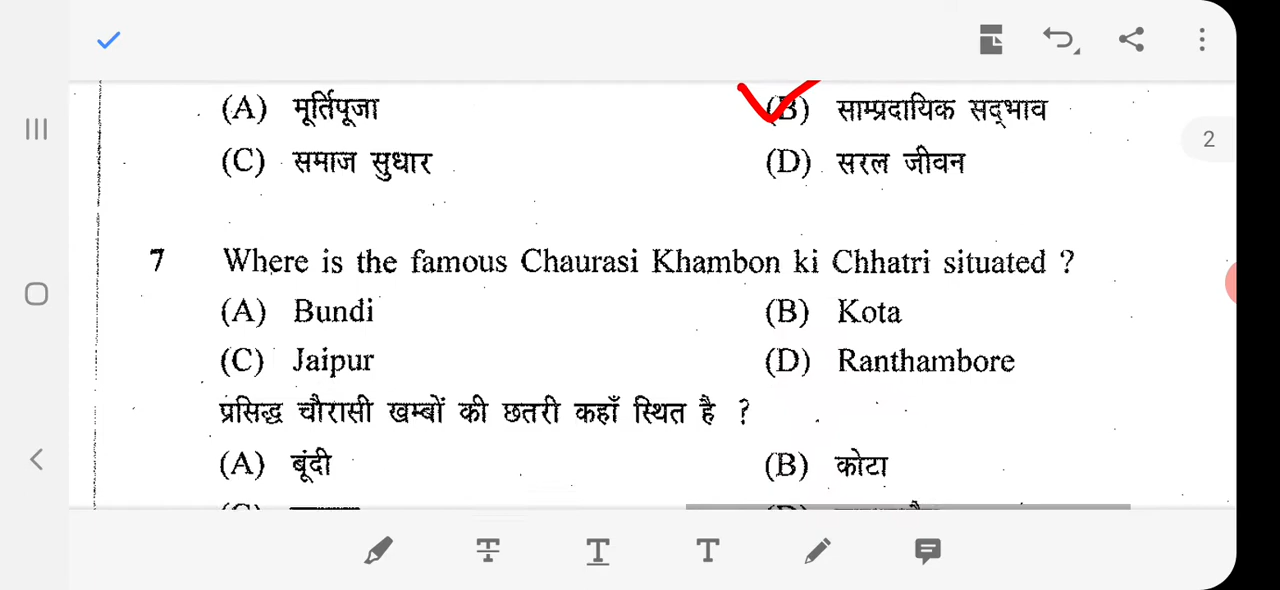 (A) मूर्तिपूजा (B) साम्प्रदायिक सद्‌भाव
2
(C) समाज सुधार (D) सरल जीवन
7 Where is the famous Chaurasi Khambon ki Chhatri situated ?
(A) Bundi (B) Kota
(C) Jaipur (D) Ranthambore
प्रसिद्ध चौरासी खम्बों की छतरी कहाँ स्थित है ?
(A) बूंदी (B) कोटा